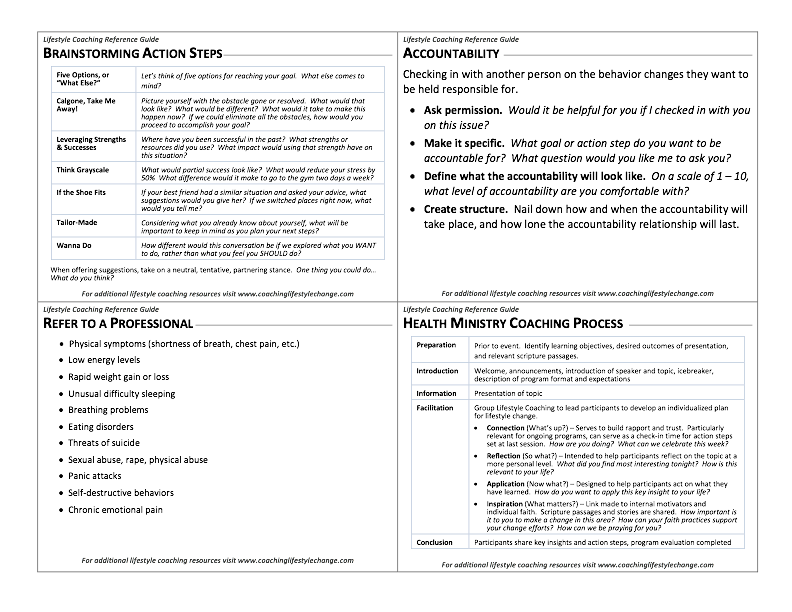 Lifestyle Coaching Reference Guide
BRAINSTORMING ACTION STEPS
Five Options, or "What Else?"
Let's think of five options for reaching your goal. What else comes to
mind?
Calgone, Take Me Away!
Picture yourself with the obstacle gone or resolved. What would that
look like? What would be different? What would it take to make this
happen now? If we could eliminate all the obstacles, how would you
proceed to accomplish your goal?
Leveraging Strengths & Successes
Where have you been successful in the past? What strengths or
resources did you use? What impact would using that strength have on
this situation?
Think Grayscale
What would partial success look like? What would reduce your stress by
50% What difference would it make to go to the gym two days a week?
If the Shoe Fits
If your best friend had a similar situation and asked your advice, what
suggestions would you give her? If we switched places right now, what
would you tell me?
Tailor-Made
Considering what you already know about yourself, what will be
important to keep in mind as you plan your next steps?
Wanna Do
How different would this conversation be if we explored what you WANT
to do, rather than what you feel you SHOULD do?
When offering suggestions, take on a neutral, tentative, partnering stance. One thing you could do...
What do you think?
For additional lifestyle coaching resources visit www.coachinglifestylechange.com
Lifestyle Coaching Reference Guide
ACCOUNTABILITY
Checking in with another person on the behavior changes they want to
be held responsible for.
• Ask permission. Would it be helpful for you if I checked in with you
on this issue?
• Make it specific. What goal or action step do you want to be
accountable for? What question would you like me to ask you?
• Define what the accountability will look like. On a scale of 1 – 10,
what level of accountability are you comfortable with?
• Create structure. Nail down how and when the accountability will
take place, and how lone the accountability relationship will last.
For additional lifestyle coaching resources visit www.coachinglifestylechange.com
Lifestyle Coaching Reference Guide
REFER TO A PROFESSIONAL
• Physical symptoms (shortness of breath, chest pain, etc.)
• Low energy levels
• Rapid weight gain or loss
• Unusual difficulty sleeping
• Breathing problems
• Eating disorders
• Threats of suicide
• Sexual abuse, rape, physical abuse
• Panic attacks
• Self-destructive behaviors
• Chronic emotional pain
For additional lifestyle coaching resources visit www.coachinglifestylechange.com
Lifestyle Coaching Reference Guide
HEALTH MINISTRY COACHING PROCESS
Preparation
Prior to event. Identify learning objectives, desired outcomes of presentation,
and relevant scripture passages.
Introduction
Welcome, announcements, introduction of speaker and topic, icebreaker,
description of program format and expectations
Information
Presentation of topic
Facilitation
Group Lifestyle Coaching to lead participants to develop an individualized plan
for lifestyle change.
• Connection (What's up?) – Serves to build rapport and trust. Particularly
relevant for ongoing programs, can serve as a check-in time for action steps
set at last session. How are you doing? What can we celebrate this week?
• Reflection (So what?) – Intended to help participants reflect on the topic at a
more personal level. What did you find most interesting tonight? How is this
relevant to your life?
• Application (Now what?) – Designed to help participants act on what they
have learned. How do you want to apply this key insight to your life?
• Inspiration (What matters?) – Link made to internal motivators and
individual faith. Scripture passages and stories are shared. How important is
it to you to make a change in this area? How can your faith practices support
your change efforts? How can we be praying for you?
Conclusion
Participants share key insights and action steps, program evaluation completed
For additional lifestyle coaching resources visit www.coachinglifestylechange.com